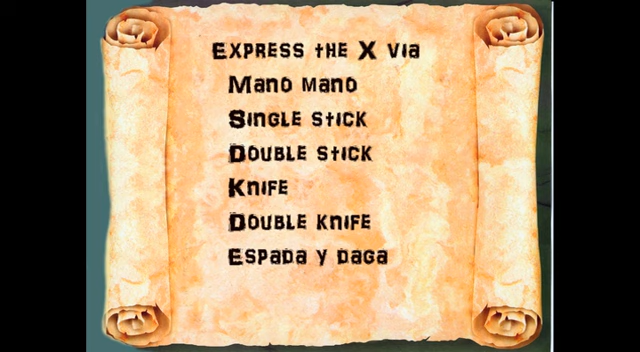 Express the X via
Mano mano
Single stick
Double stick
Knife
Double knife
Espada y daga